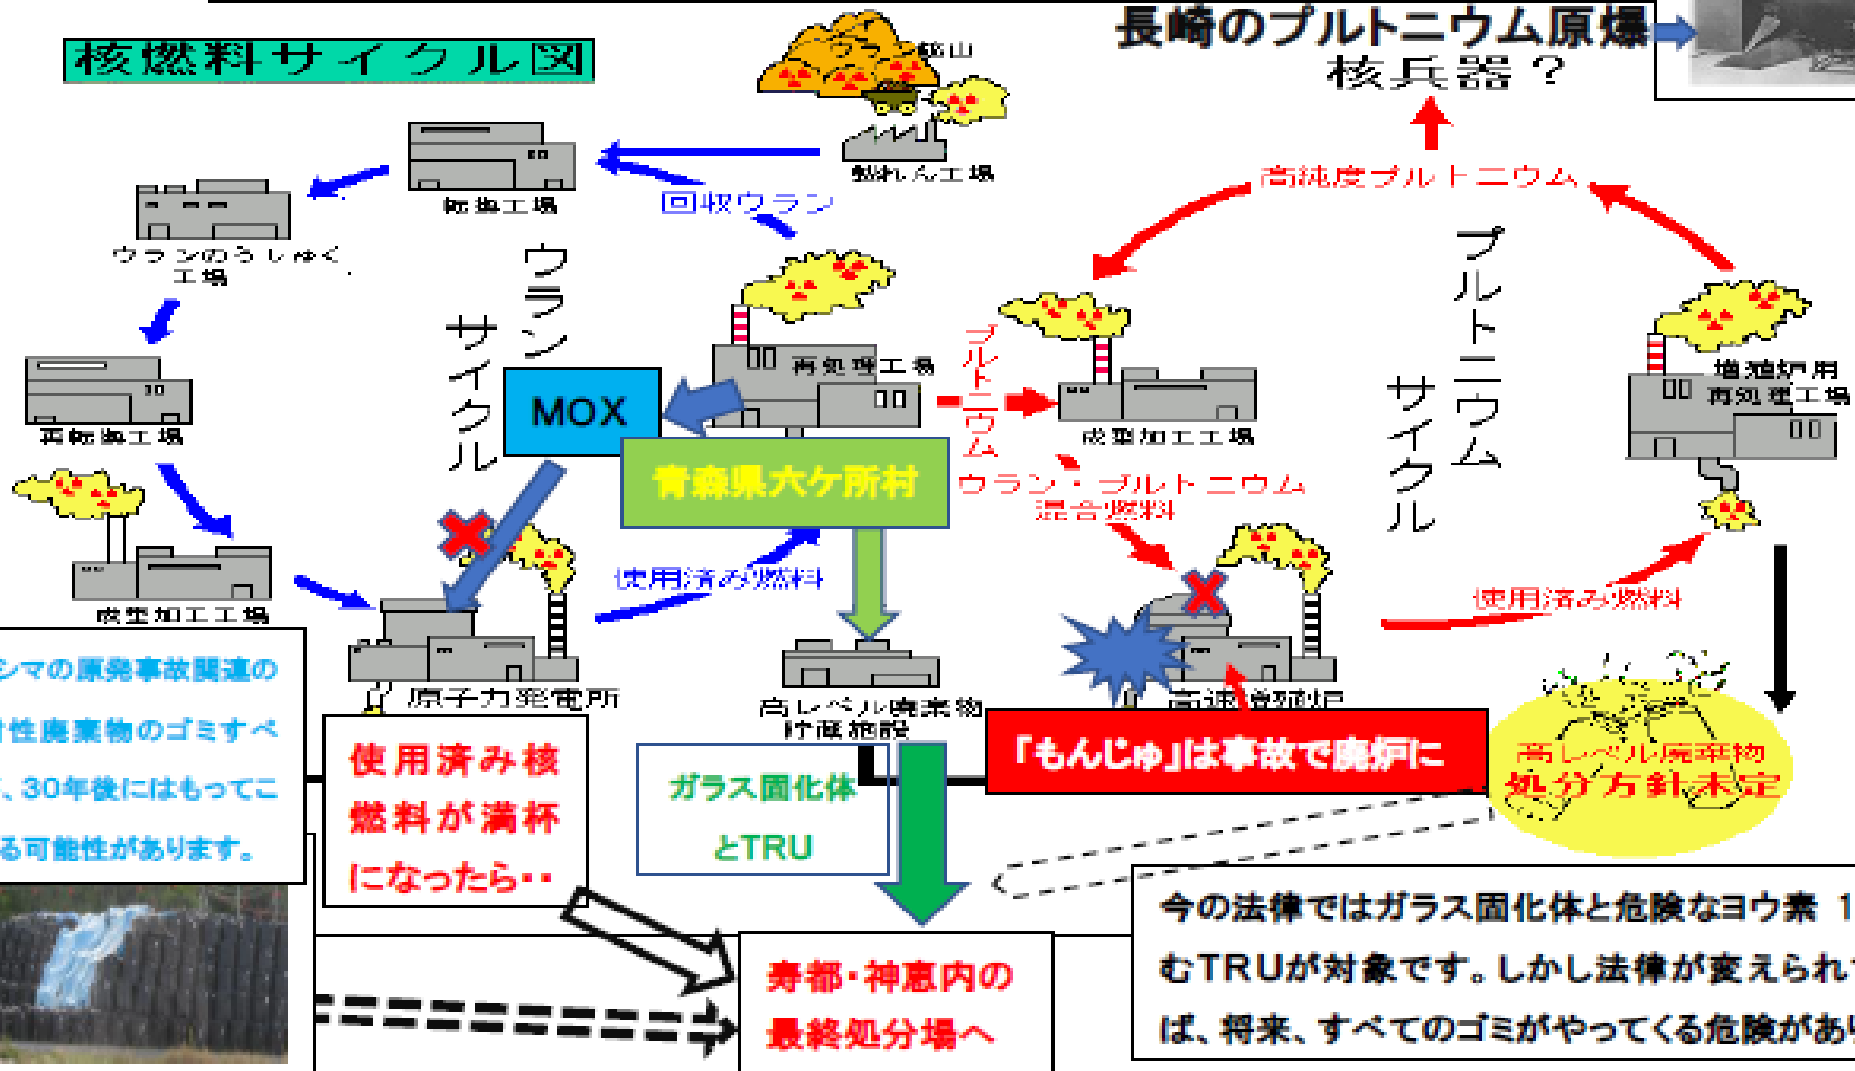 核燃料サイクル図
鉱山
長崎のプルトニウム原爆
核兵器？
製れん工場
転換工場
回収ウラン
高純度プルトニウム
ウランのうしゅく
工場
ウラン
サイクル
プルトニウム
サイクル
再処理工場
プルトニウム
増殖炉用
再処理工場
MOX
再転換工場
成型加工工場
青森県六ケ所村
ウラン・プルトニウム
混合燃料
使用済み燃料
使用済み燃料
成型加工工場
原子力発電所
高レベル廃棄物
貯蔵施設
高速増殖炉
シマの原発事故関連の
性廃棄物のゴミすべ
、30年後にはもってこ
る可能性があります。
使用済み核
燃料が満杯
になったら・・
ガラス固化体
とTRU
「もんじゅ」は事故で廃炉に
高レベル廃棄物
処分方針未定
今の法律ではガラス固化体と危険なヨウ素 1
むTRUが対象です。しかし法律が変えられ
ば、将来、すべてのゴミがやってくる危険があ
寿都・神恵内の
最終処分場へ